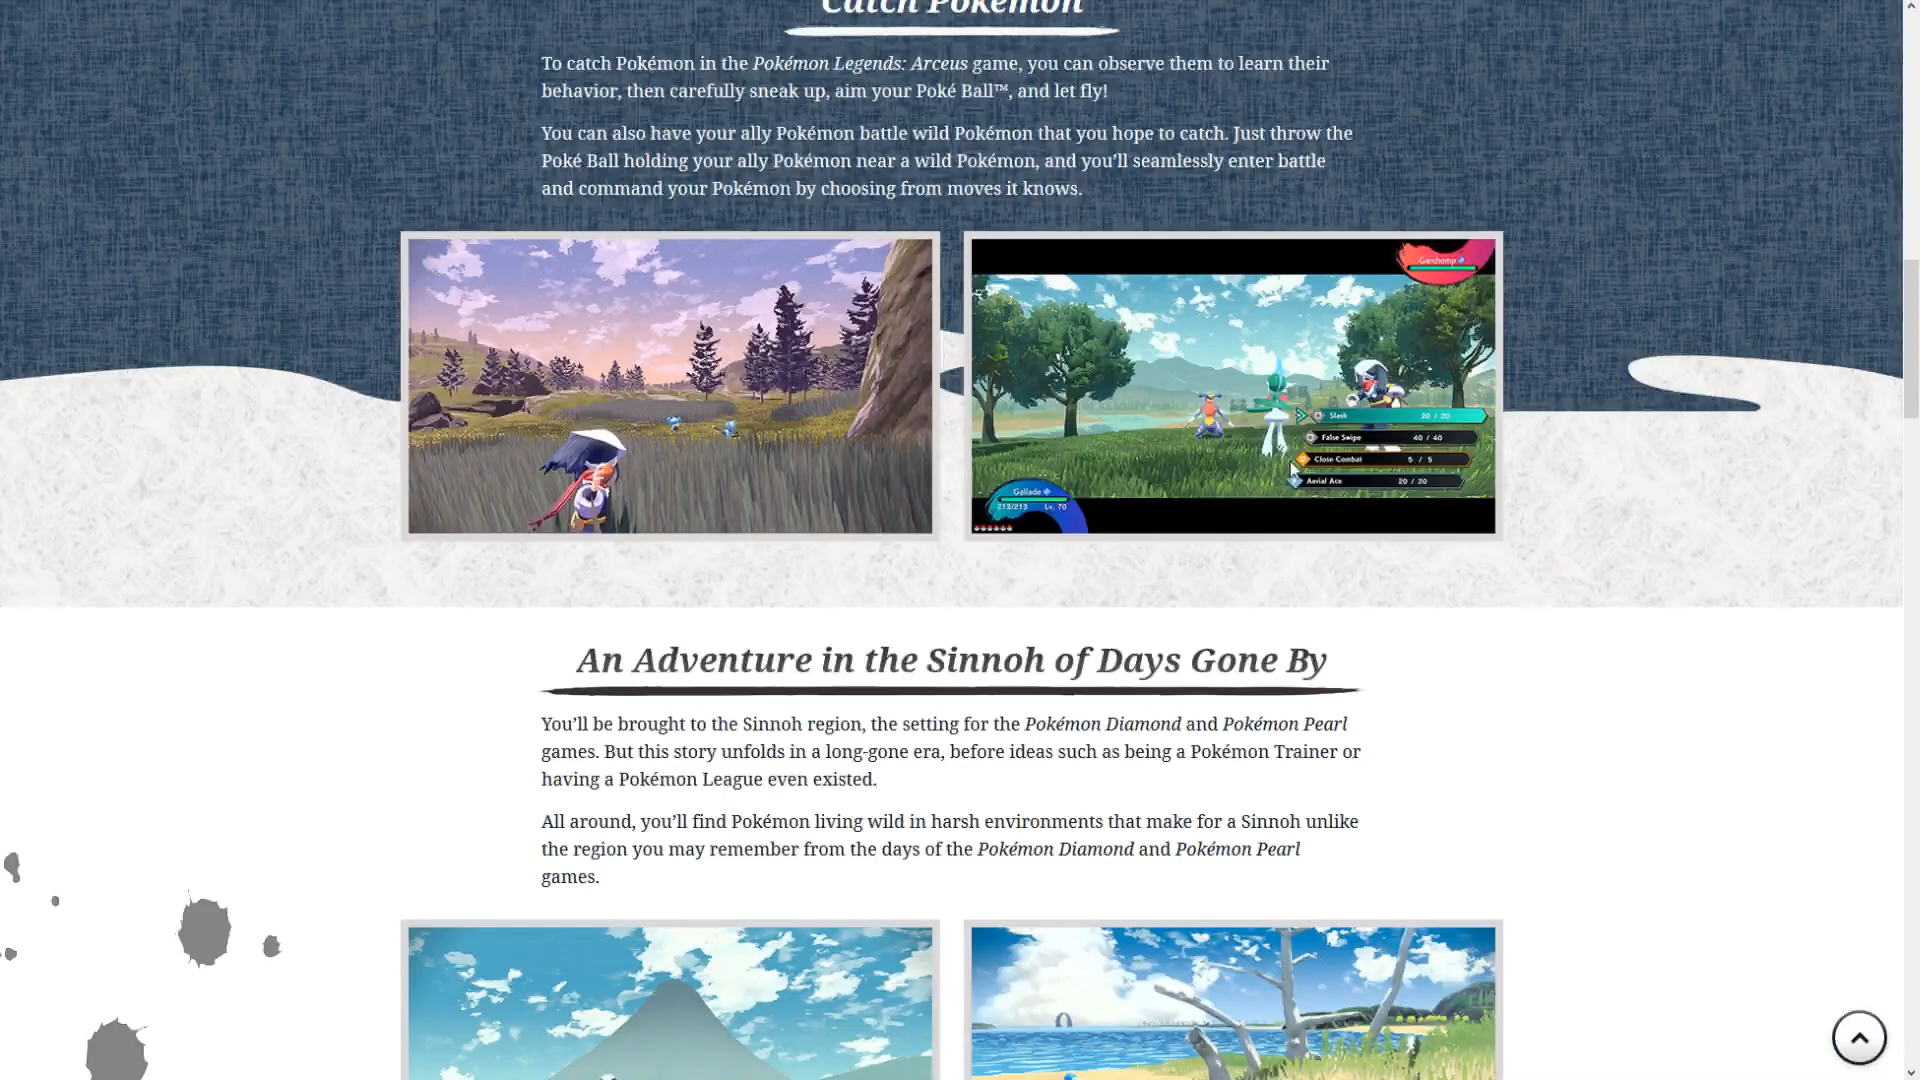 Catch Pokémon
To catch Pokémon in the Pokémon Legends: Arceus game, you can observe them to learn their
behavior, then carefully sneak up, aim your Poké Ball™, and let fly!
You can also have your ally Pokémon battle wild Pokémon that you hope to catch. Just throw the
Poké Ball holding your ally Pokémon near a wild Pokémon, and you’ll seamlessly enter battle
and command your Pokémon by choosing from moves it knows.
Garchomp
Slash 20 / 20
False Swipe 40 / 40
Close Combat 5 / 5
Aerial Ace 20 / 20
Gallade
213/213 Lv. 70
An Adventure in the Sinnoh of Days Gone By
You’ll be brought to the Sinnoh region, the setting for the Pokémon Diamond and Pokémon Pearl
games. But this story unfolds in a long-gone era, before ideas such as being a Pokémon Trainer or
having a Pokémon League even existed.
All around, you’ll find Pokémon living wild in harsh environments that make for a Sinnoh unlike
the region you may remember from the days of the Pokémon Diamond and Pokémon Pearl
games.